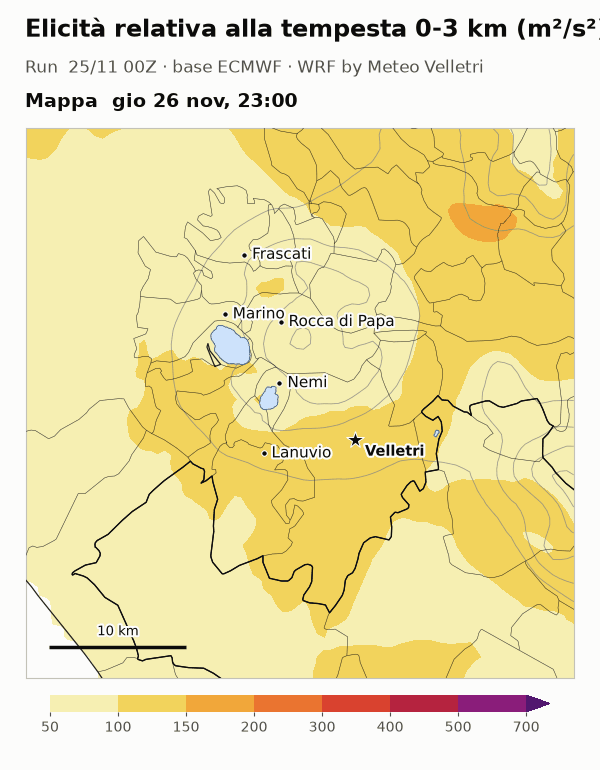 Elicità relativa alla tempesta 0-3 km (m²/s²)
Run 25/11 00Z · base ECMWF · WRF by Meteo Velletri
Mappa gio 26 nov, 23:00
Frascati
Marino
Rocca di Papa
Nemi
Velletri
Lanuvio
10 km
50 100 150 200 300 400 500 700